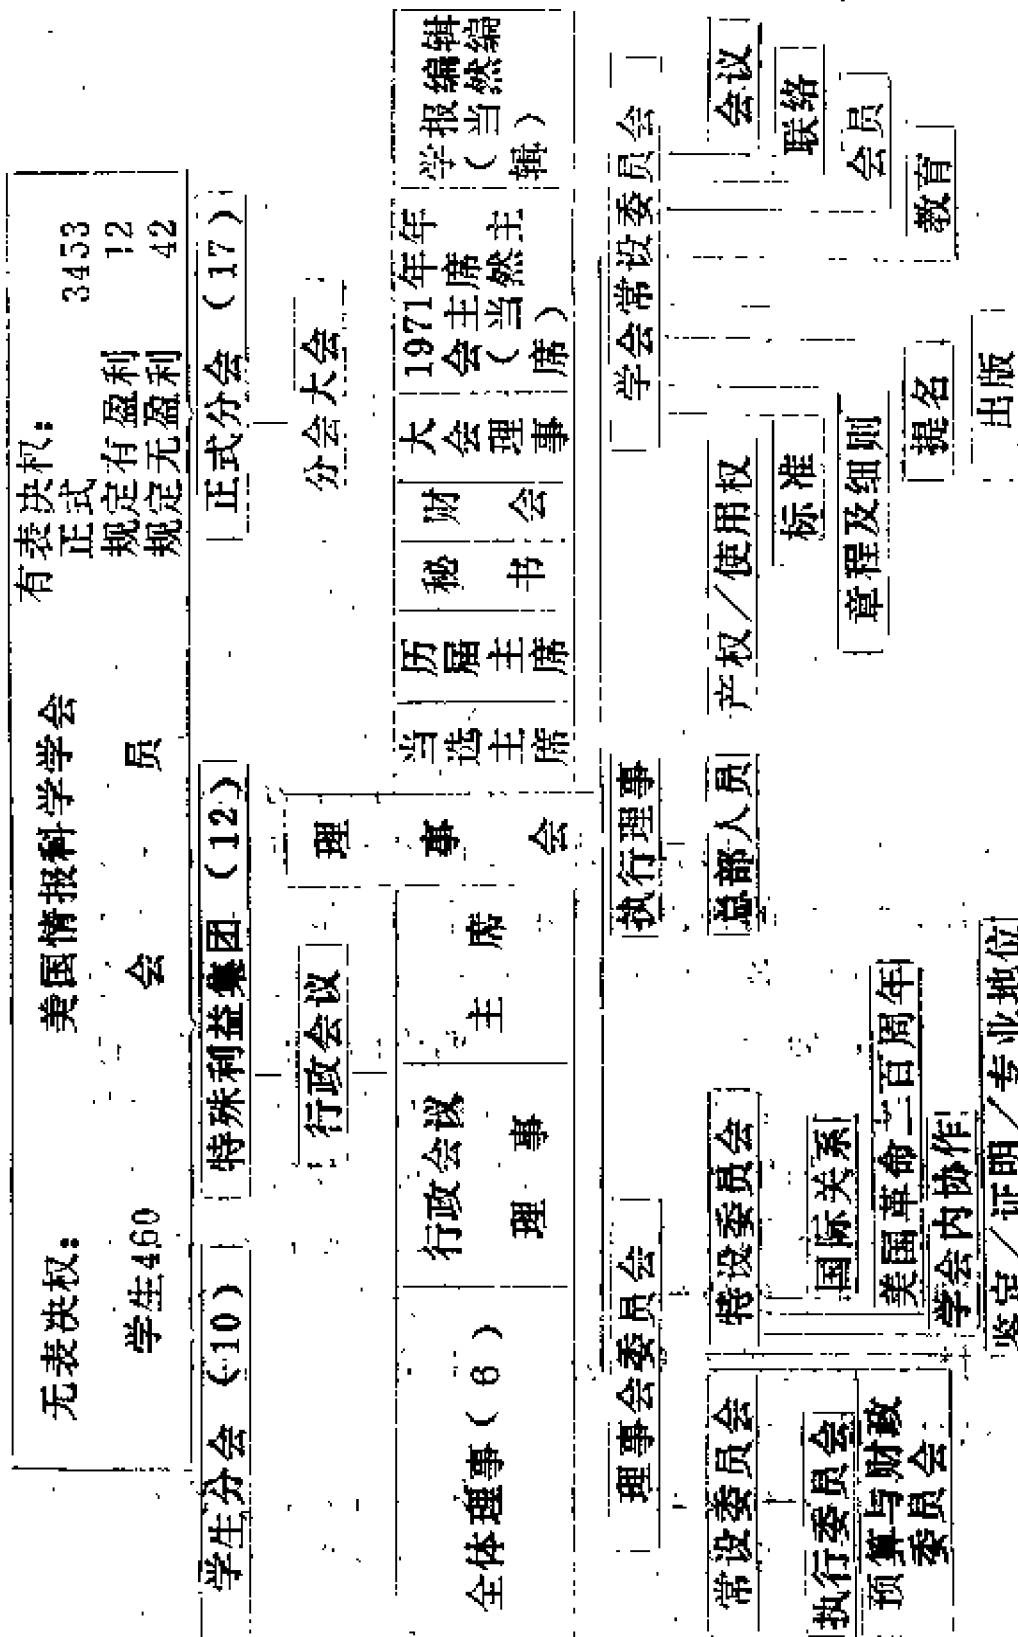 美国情报科学学会
无表决权：
有表决权：
会员
正式 3453
学生460
规定有盈利 12
规定无盈利 42
学生分会（10）
特殊利益集团（12）
正式分会（17）
行政会议
理事会
分会大会
全体理事（6）
行政会议理事
主席
当选主席
历届主席
秘书
财会
大会理事
1971年年会主席（当然主席）
学报编辑（当然编辑）
理事会委员会
执行理事
学会常设委员会
常设委员会
特设委员会
总部人员
产权／使用权
会议
执行委员会
国际关系
标准
联络
预算与财政委员会
美国革命二百周年
章程及细则
会员
学会内协作
提名
教育
鉴定／证明／专业地位
出版